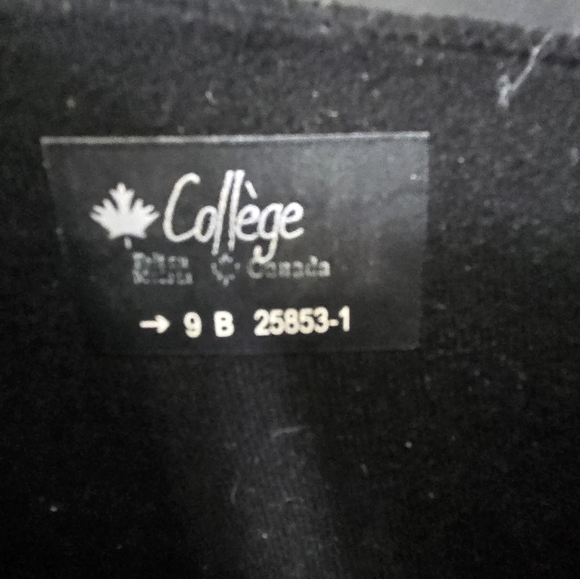 Collège
Canada
→ 9 B 25853-1